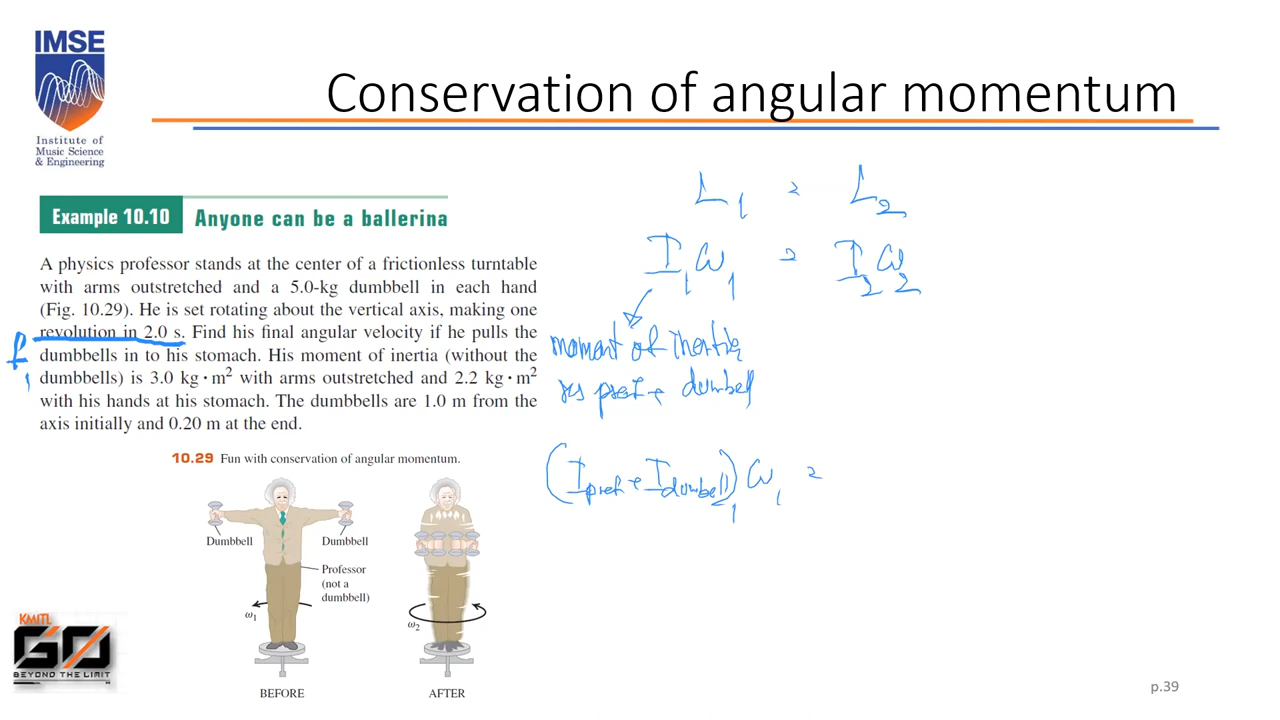 IMSE
Institute of
Music Science
& Engineering
Conservation of angular momentum
Example 10.10 Anyone can be a ballerina
A physics professor stands at the center of a frictionless turntable
with arms outstretched and a 5.0-kg dumbbell in each hand
(Fig. 10.29). He is set rotating about the vertical axis, making one
revolution in 2.0 s. Find his final angular velocity if he pulls the
dumbbells in to his stomach. His moment of inertia (without the
dumbbells) is 3.0 kg · m² with arms outstretched and 2.2 kg · m²
with his hands at his stomach. The dumbbells are 1.0 m from the
axis initially and 0.20 m at the end.
f₁
10.29 Fun with conservation of angular momentum.
Dumbbell
Dumbbell
Professor
(not a
dumbbell)
ω₁
BEFORE
ω₂
AFTER
L₁ = L₂
I₁ω₁ = I₂ω₂
moment of inertia
prof + dumbell
(I prof + I dumbell)₁ ω₁ =
KMITL
GO
BEYOND THE LIMIT
p.39